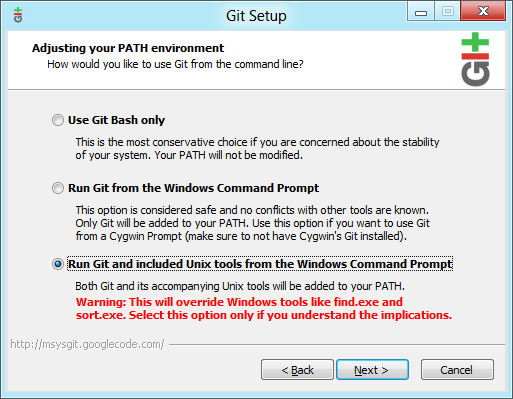 Git Setup
Adjusting your PATH environment
How would you like to use Git from the command line?
Git
Use Git Bash only
This is the most conservative choice if you are concerned about the stability
of your system. Your PATH will not be modified.
Run Git from the Windows Command Prompt
This option is considered safe and no conflicts with other tools are known.
Only Git will be added to your PATH. Use this option if you want to use Git
from a Cygwin Prompt (make sure to not have Cygwin's Git installed).
Run Git and included Unix tools from the Windows Command Prompt
Both Git and its accompanying Unix tools will be added to your PATH.
Warning: This will override Windows tools like find.exe and
sort.exe. Select this option only if you understand the implications.
http://msysgit.googlecode.com/
< Back
Next >
Cancel